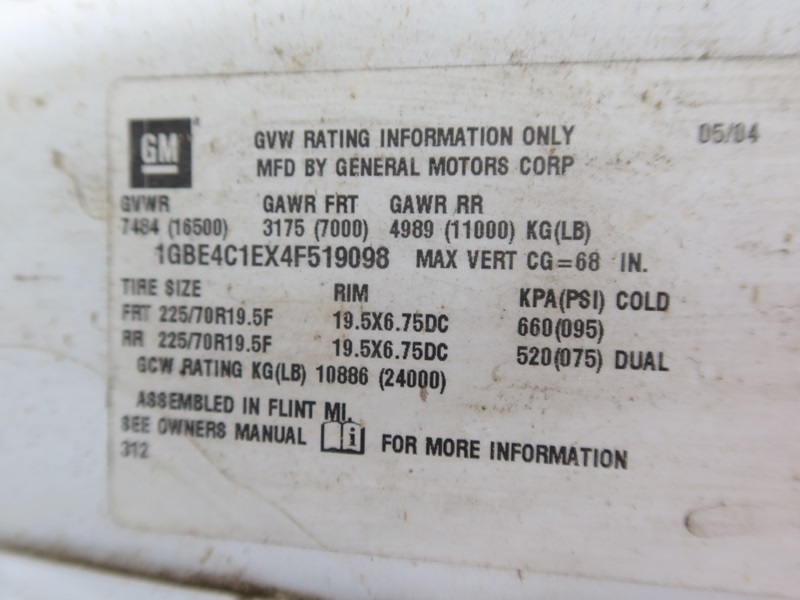 GM GVW RATING INFORMATION ONLY 05/04
MFD BY GENERAL MOTORS CORP
GVWR GAWR FRT GAWR RR
7484 (16500) 3175 (7000) 4989 (11000) KG(LB)
1GBE4C1EX4F519098 MAX VERT CG=68 IN.
TIRE SIZE RIM KPA(PSI) COLD
FRT 225/70R19.5F 19.5X6.75DC 660(095)
RR 225/70R19.5F 19.5X6.75DC 520(075) DUAL
GCW RATING KG(LB) 10886 (24000)
ASSEMBLED IN FLINT MI.
SEE OWNERS MANUAL i FOR MORE INFORMATION
312